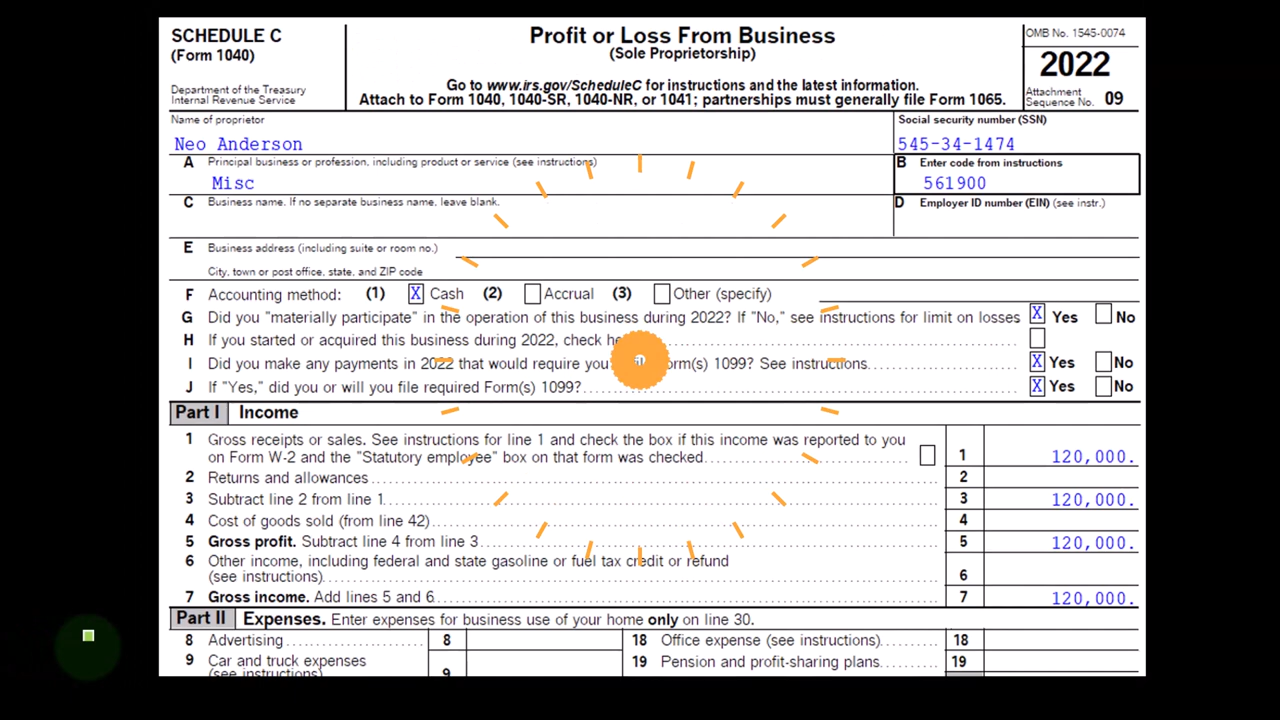 SCHEDULE C
(Form 1040)
Department of the Treasury
Internal Revenue Service
Profit or Loss From Business
(Sole Proprietorship)
Go to www.irs.gov/ScheduleC for instructions and the latest information.
Attach to Form 1040, 1040-SR, 1040-NR, or 1041; partnerships must generally file Form 1065.
OMB No. 1545-0074
2022
Attachment
Sequence No. 09
Name of proprietor
Neo Anderson
Social security number (SSN)
545-34-1474
A Principal business or profession, including product or service (see instructions)
Misc
B Enter code from instructions
561900
C Business name. If no separate business name, leave blank.
D Employer ID number (EIN) (see instr.)
E Business address (including suite or room no.)
City, town or post office, state, and ZIP code
F Accounting method: (1) X Cash (2) Accrual (3) Other (specify)
G Did you "materially participate" in the operation of this business during 2022? If "No," see instructions for limit on losses X Yes No
H If you started or acquired this business during 2022, check
I Did you make any payments in 2022 that would require you Form(s) 1099? See instructions X Yes No
J If "Yes," did you or will you file required Form(s) 1099? X Yes No
Part I Income
1 Gross receipts or sales. See instructions for line 1 and check the box if this income was reported to you
on Form W-2 and the "Statutory employee" box on that form was checked 1 120,000.
2 Returns and allowances 2
3 Subtract line 2 from line 1 3 120,000.
4 Cost of goods sold (from line 42) 4
5 Gross profit. Subtract line 4 from line 3 5 120,000.
6 Other income, including federal and state gasoline or fuel tax credit or refund
(see instructions) 6
7 Gross income. Add lines 5 and 6 7 120,000.
Part II Expenses. Enter expenses for business use of your home only on line 30.
8 Advertising 8
18 Office expense (see instructions) 18
9 Car and truck expenses
(see instructions) 9
19 Pension and profit-sharing plans 19